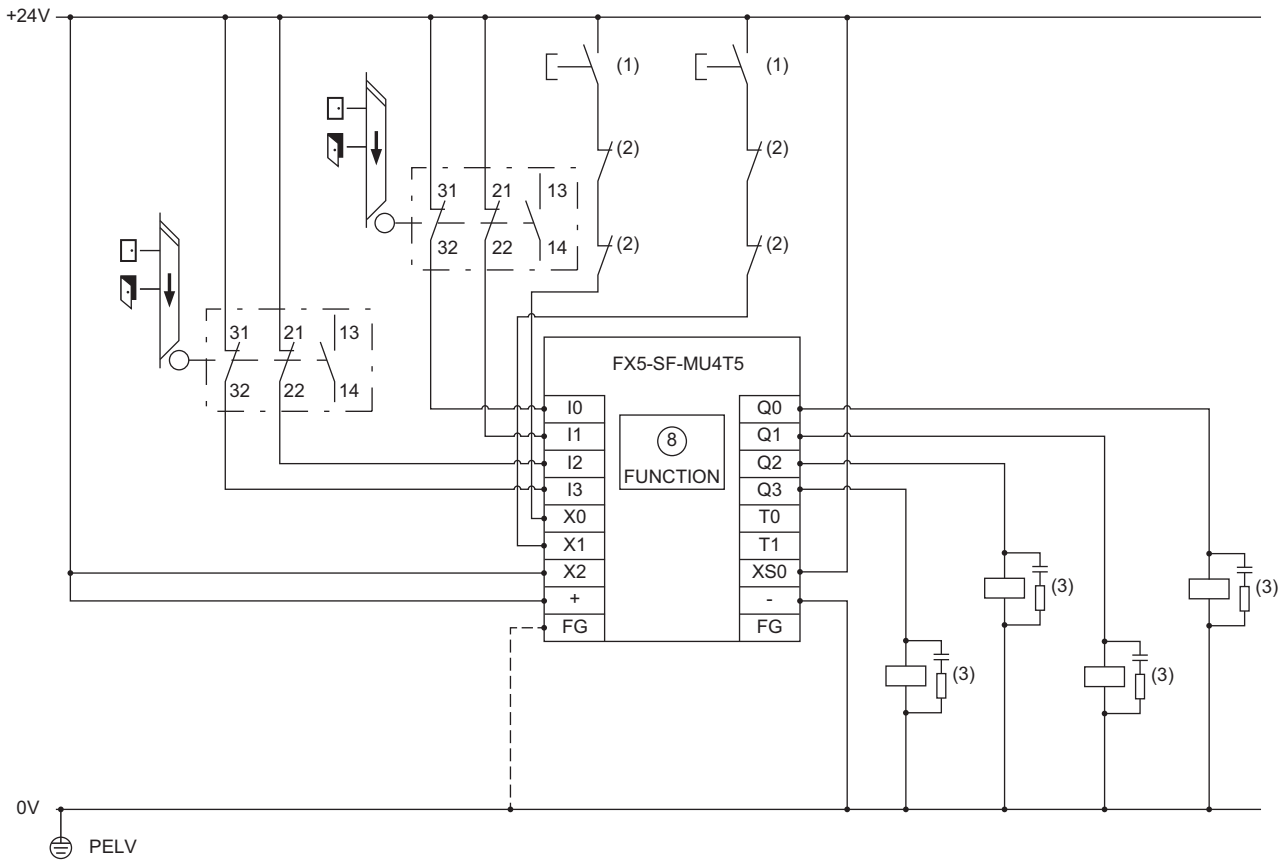 +24V
(1) (1)
(2) (2)
31 21 13
32 22 14
(2) (2)
31 21 13
32 22 14
FX5-SF-MU4T5
I0 Q0
8
I1 Q1
I2 FUNCTION Q2
I3 Q3
X0 T0
X1 T1
X2 XS0
+ -
FG FG
(3) (3)
(3) (3)
0V
PELV